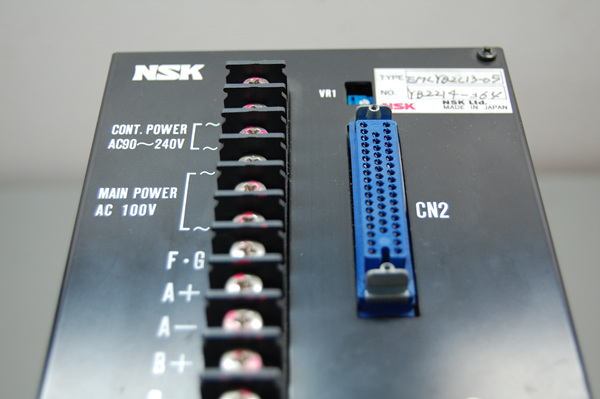 NSK
CONT. POWER
AC90~240V
MAIN POWER
AC 100V
F·G
A+
A-
B+
VR1
TYPE
NO.
NSK
NSK Ltd.
MADE IN JAPAN
CN2